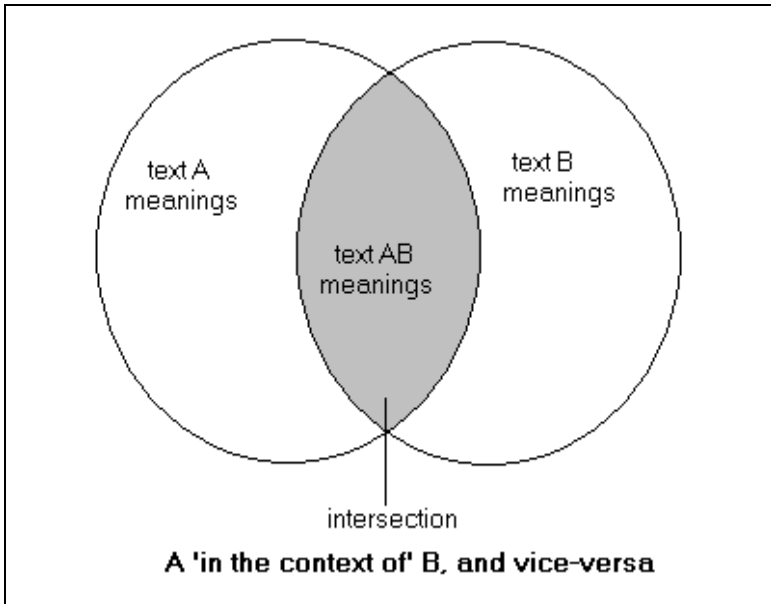 text A
meanings
text B
meanings
text AB
meanings
intersection
A 'in the context of' B, and vice-versa